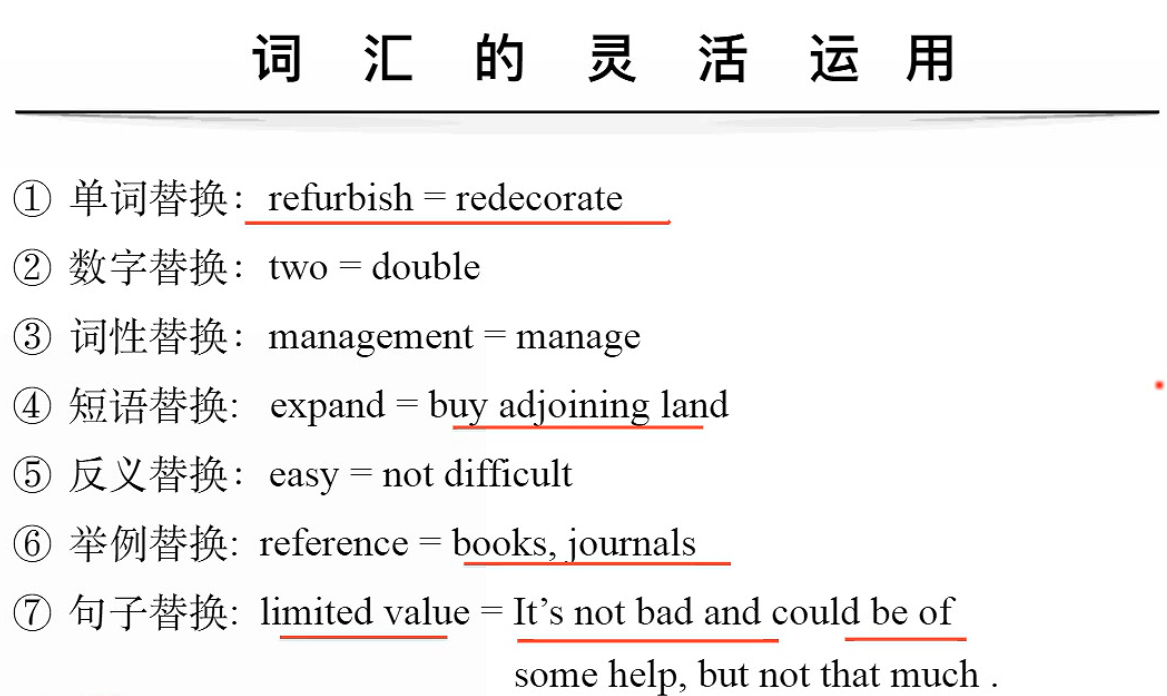 词汇的灵活运用
① 单词替换： refurbish = redecorate
② 数字替换： two = double
③ 词性替换： management = manage
④ 短语替换: expand = buy adjoining land
⑤ 反义替换： easy = not difficult
⑥ 举例替换: reference = books, journals
⑦ 句子替换: limited value = It’s not bad and could be of
some help, but not that much .